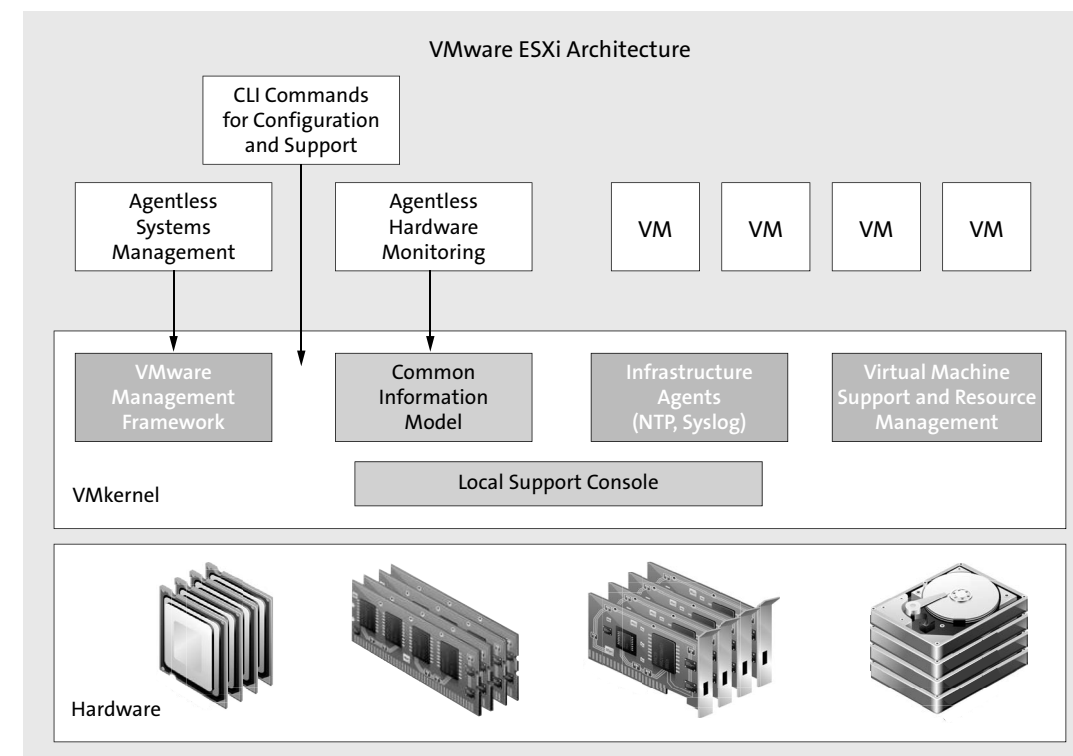 VMware ESXi Architecture
CLI Commands
for Configuration
and Support
Agentless
Systems
Management
Agentless
Hardware
Monitoring
VM
VM
VM
VM
VMware
Management
Framework
Common
Information
Model
Infrastructure
Agents
(NTP, Syslog)
Virtual Machine
Support and Resource
Management
Local Support Console
VMkernel
Hardware